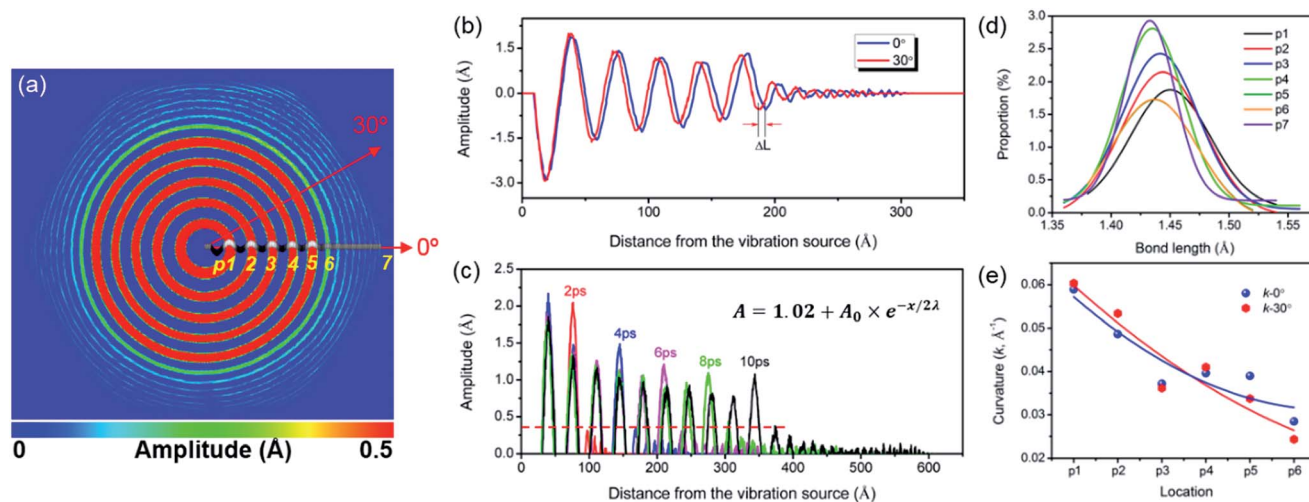 (a)
30°
0°
p1 2 3 4 5 6 7
0 Amplitude (Å) 0.5
(b)
0°
30°
ΔL
1.5
0.0
-1.5
-3.0
Amplitude (Å)
0 100 200 300
Distance from the vibration source (Å)
(c)
2ps
4ps
6ps
8ps
10ps
A = 1.02 + A₀ × e^{-x/2λ}
2.5
2.0
1.5
1.0
0.5
0.0
Amplitude (Å)
0 100 200 300 400 500 600
Distance from the vibration source (Å)
(d)
p1
p2
p3
p4
p5
p6
p7
3.0
2.5
2.0
1.5
1.0
0.5
0.0
Proportion (%)
1.35 1.40 1.45 1.50 1.55
Bond length (Å)
(e)
k-0°
k-30°
0.06
0.05
0.04
0.03
0.02
Curvature (k, Å⁻¹)
p1 p2 p3 p4 p5 p6
Location